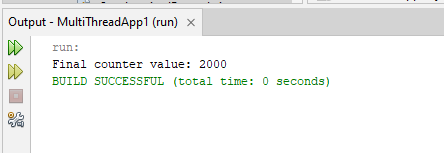 Output - MultiThreadApp1 (run)
run:
Final counter value: 2000
BUILD SUCCESSFUL (total time: 0 seconds)